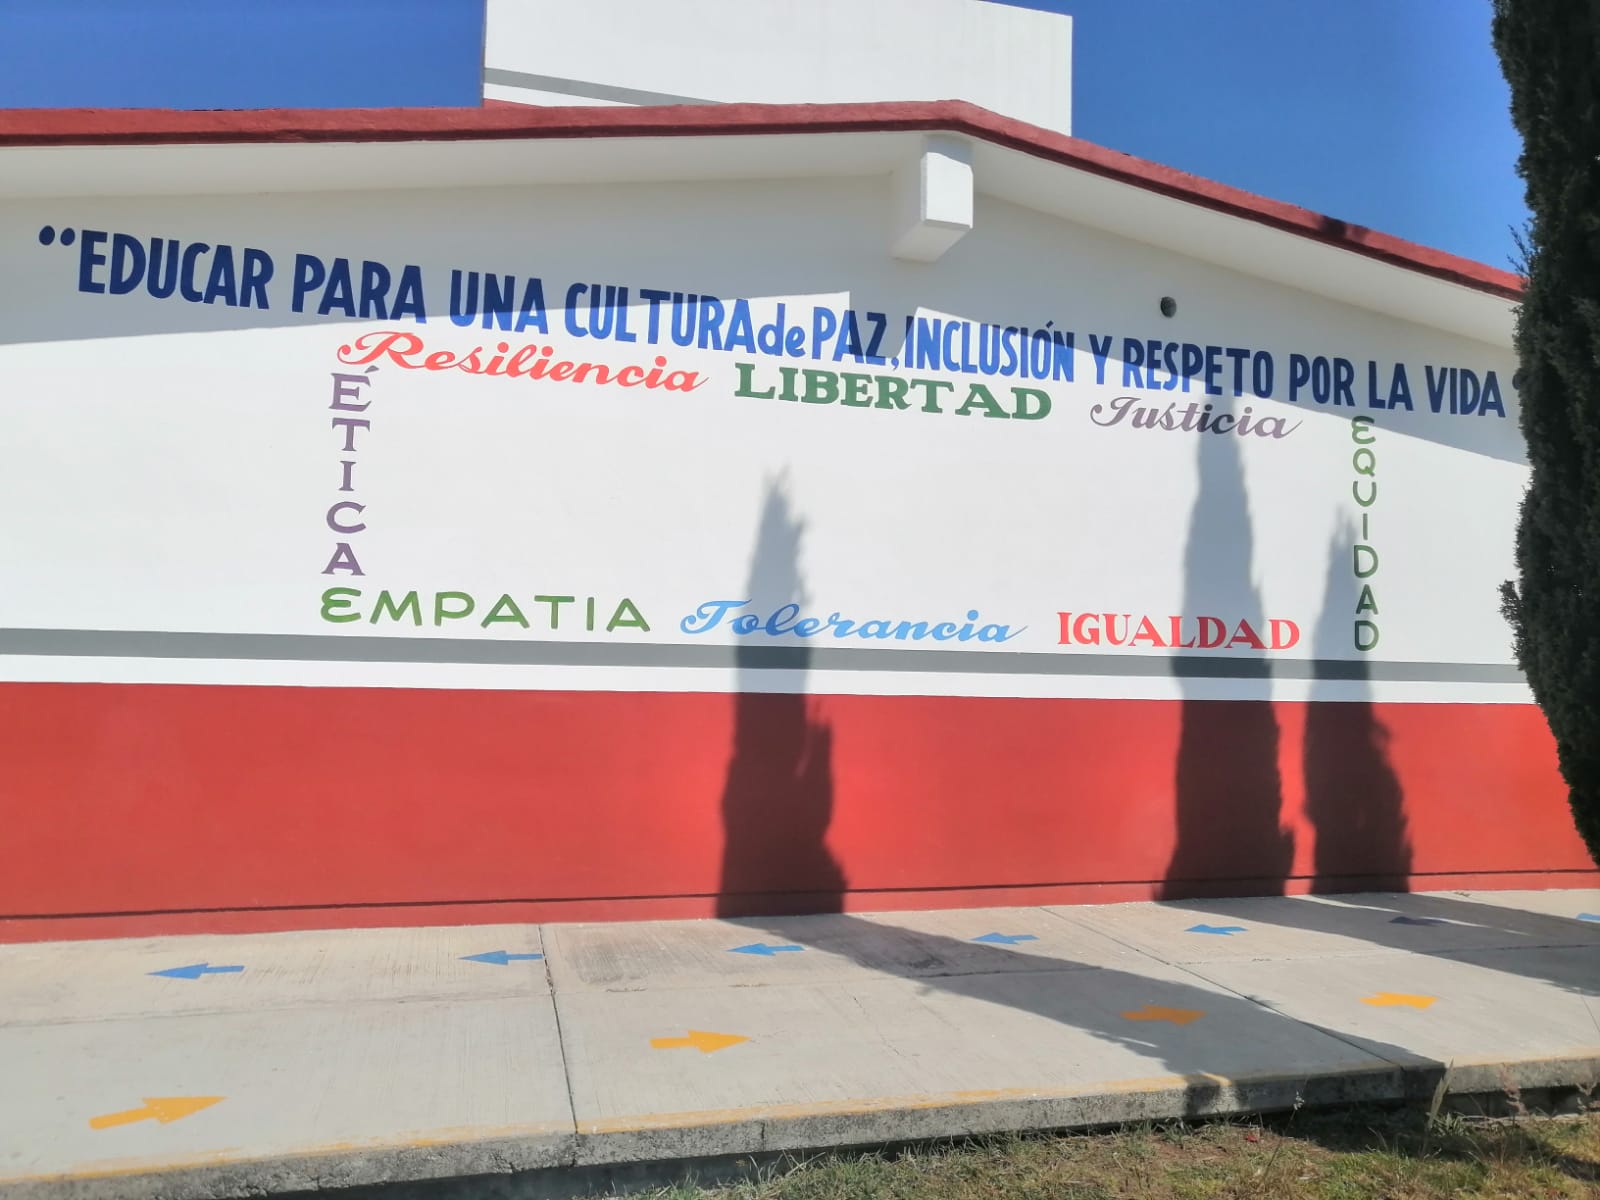 “EDUCAR PARA UNA CULTURA de PAZ, INCLUSIÓN Y RESPETO POR LA VIDA “
Resiliencia LIBERTAD Justicia
ÉTICA
EQUIDAD
EMPATIA Tolerancia IGUALDAD